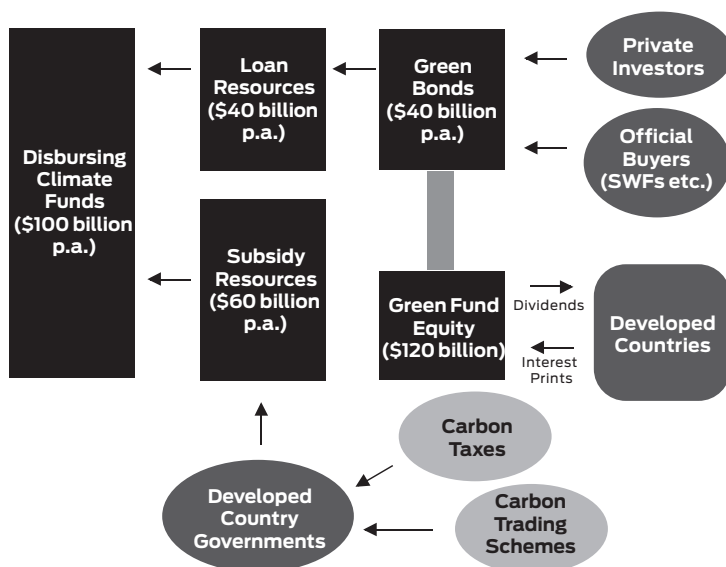 Disbursing
Climate
Funds
($100 billion
p.a.)
Loan
Resources
($40 billion
p.a.)
Green
Bonds
($40 billion
p.a.)
Private
Investors
Official
Buyers
(SWFs etc.)
Subsidy
Resources
($60 billion
p.a.)
Green Fund
Equity
($120 billion)
Dividends
Interest
Prints
Developed
Countries
Carbon
Taxes
Developed
Country
Governments
Carbon
Trading
Schemes